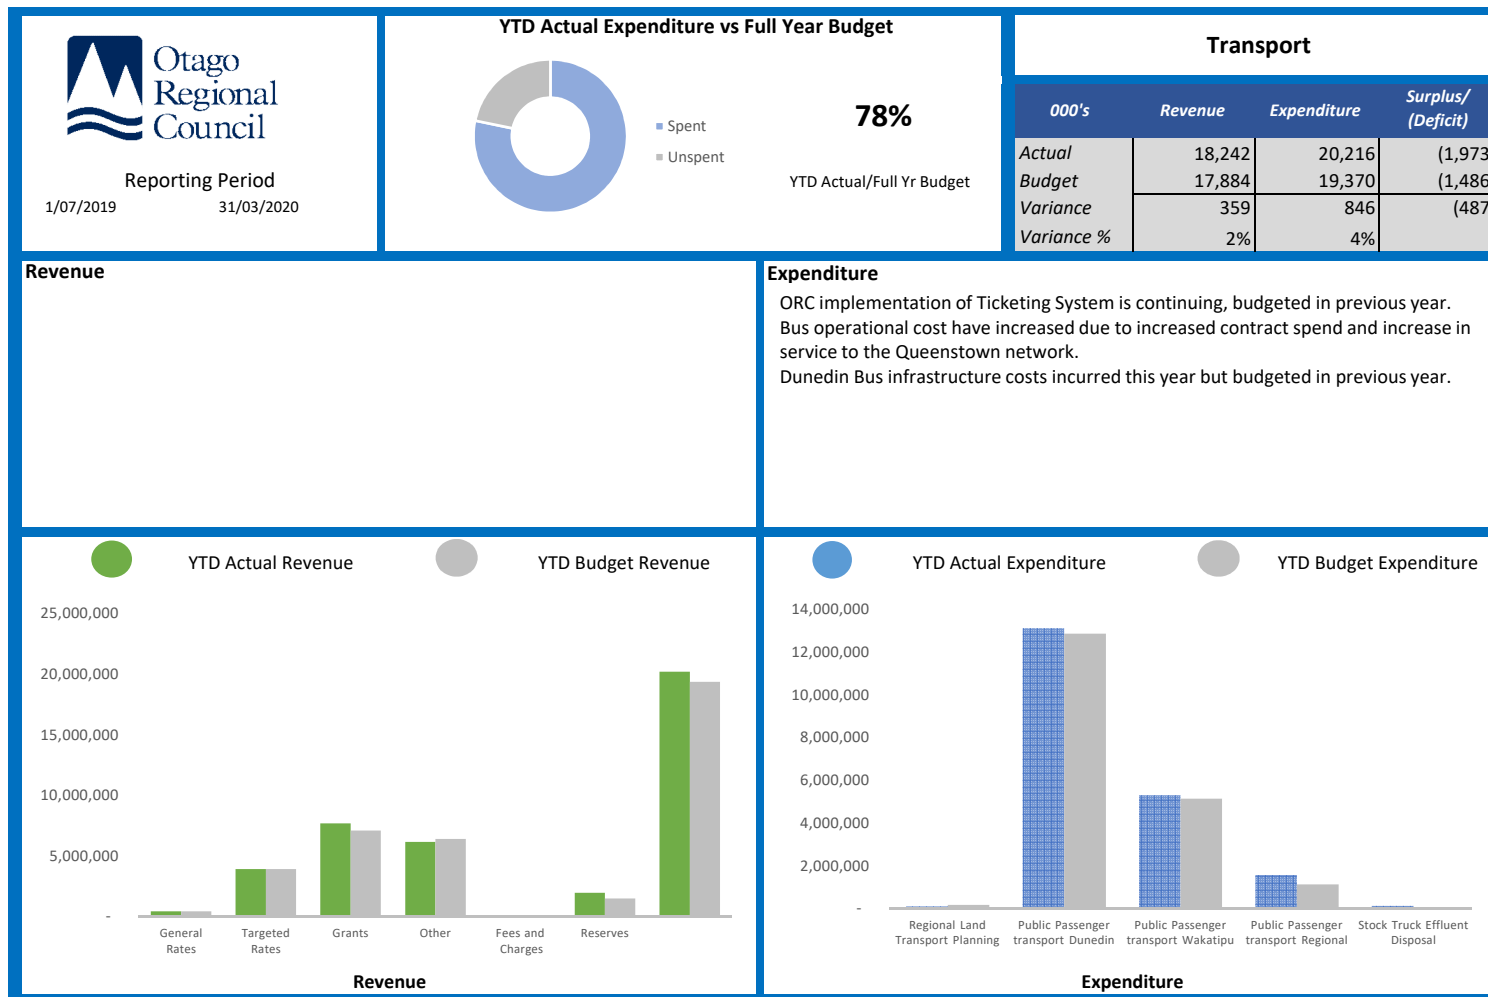 Otago
Regional
Council
Reporting Period
1/07/2019 31/03/2020
YTD Actual Expenditure vs Full Year Budget
Spent
Unspent
78%
YTD Actual/Full Yr Budget
Transport
000's Revenue Expenditure Surplus/
(Deficit)
Actual 18,242 20,216 (1,973
Budget 17,884 19,370 (1,486
Variance 359 846 (487
Variance % 2% 4%
Revenue
Expenditure
ORC implementation of Ticketing System is continuing, budgeted in previous year.
Bus operational cost have increased due to increased contract spend and increase in
service to the Queenstown network.
Dunedin Bus infrastructure costs incurred this year but budgeted in previous year.
YTD Actual Revenue YTD Budget Revenue
25,000,000
20,000,000
15,000,000
10,000,000
5,000,000
-
General
Rates
Targeted
Rates
Grants
Other
Fees and
Charges
Reserves
Revenue
YTD Actual Expenditure YTD Budget Expenditure
14,000,000
12,000,000
10,000,000
8,000,000
6,000,000
4,000,000
2,000,000
-
Regional Land
Transport Planning
Public Passenger
transport Dunedin
Public Passenger
transport Wakatipu
Public Passenger
transport Regional
Stock Truck Effluent
Disposal
Expenditure